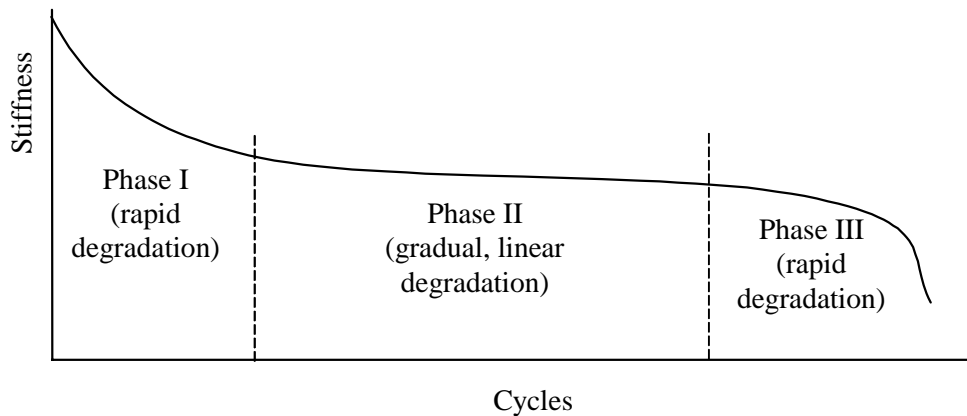 Stiffness
Phase I
(rapid
degradation)
Phase II
(gradual, linear
degradation)
Phase III
(rapid
degradation)
Cycles